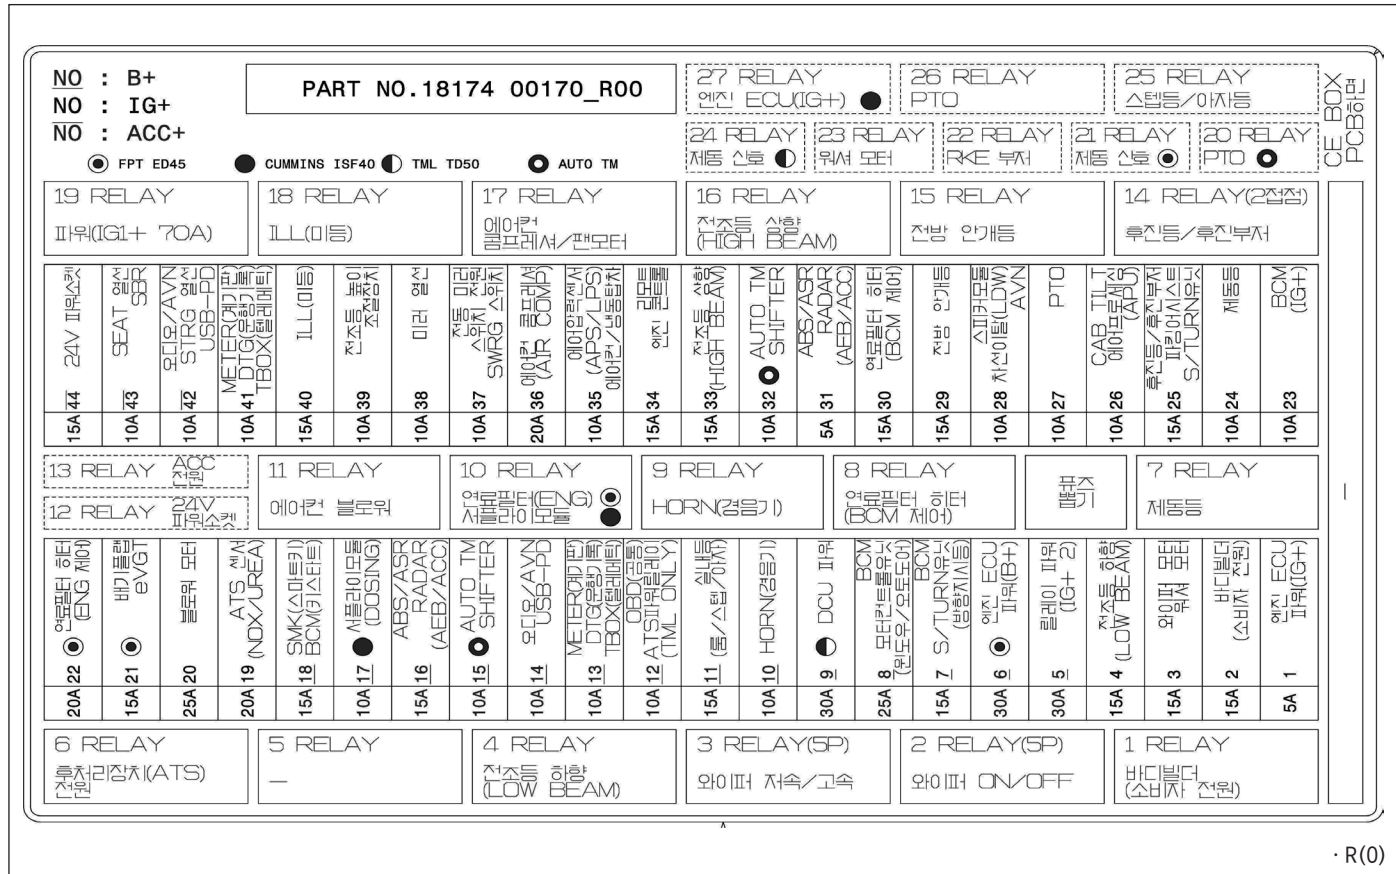 NO : B+
NO : IG+
NO : ACC+
PART NO.18174 00170_R00
FPT ED45
CUMMINS ISF40
TML TD50
AUTO TM
27 RELAY
엔진 ECU(IG+)
26 RELAY
PTO
25 RELAY
스텝등/아자등
CE BOX
PCB하면
24 RELAY
제동 신호
23 RELAY
워셔 모터
22 RELAY
RKE 부저
21 RELAY
제동 신호
20 RELAY
PTO
19 RELAY
파워(IG1+ 70A)
18 RELAY
ILL(미등)
17 RELAY
에어컨
콤프레셔/팬모터
16 RELAY
전조등 상향
(HIGH BEAM)
15 RELAY
전방 안개등
14 RELAY(2접점)
후진등/후진부저
15A 44 24V 파워소켓
10A 43 SEAT 열선
SBR
10A 42 오디오/AVN
STRG 열선
USB-PD
10A 41 METER(계기판)
DTG(운행기록)
TBOX(텔레메틱)
15A 40 ILL(미등)
10A 39 전조등 높이
조절장치
10A 38 미러 열선
10A 37 전동 미러
스위치 전원
SWRG 스위치
20A 36 에어컨 콤프레셔
(AIR COMP)
10A 35 에어압력센서
(APS/LPS)
에어컨/냉동탑차
15A 34 리모트
엔진 컨트롤
15A 33 전조등 상향
(HIGH BEAM)
10A 32 AUTO TM
SHIFTER
5A 31 ABS/ASR
RADAR
(AEB/ACC)
15A 30 연료필터 히터
(BCM 제어)
15A 29 전방 안개등
10A 28 스피커모듈
차선이탈(LDW)
AVN
10A 27 PTO
10A 26 CAB TILT
에어프로세싱
(APU)
15A 25 후진등/후진부저
파킹어시스트
S/TURN유닛
10A 24 제동등
10A 23 BCM
(IG+)
13 RELAY ACC
전원
12 RELAY 24V
파워소켓
11 RELAY
에어컨 블로워
10 RELAY
연료필터(ENG)
서플라이모듈
9 RELAY
HORN(경음기)
8 RELAY
연료필터 히터
(BCM 제어)
퓨즈
뽑기
7 RELAY
제동등
20A 22 연료필터 히터
(ENG 제어)
15A 21 배기플랩
eVGT
25A 20 블로워 모터
20A 19 ATS 센서
(NOX/UREA)
15A 18 SMK(스마트키)
BCM(키스타트)
10A 17 서플라이모듈
(DOSING)
15A 16 ABS/ASR
RADAR
(AEB/ACC)
10A 15 AUTO TM
SHIFTER
10A 14 오디오/AVN
USB-PD
10A 13 METER(계기판)
DTG(운행기록)
TBOX(텔레메틱)
10A 12 OBD(공통)
ATS파워릴레이
(TML ONLY)
15A 11 실내등
(룸/스텝/아자)
10A 10 HORN(경음기)
30A 9 DCU 파워
25A 8 BCM
모터컨트롤유닛
(윈도우/오토도어)
15A 7 BCM
S/TURN유닛
(방향지시등)
30A 6 엔진 ECU
파워(B+)
30A 5 릴레이 파워
(IG+ 2)
15A 4 전조등 하향
(LOW BEAM)
15A 3 와이퍼 모터
워셔 모터
15A 2 바디빌더
(소비자 전원)
5A 1 엔진 ECU
파워(IG+)
6 RELAY
후처리장치(ATS)
전원
5 RELAY
—
4 RELAY
전조등 하향
(LOW BEAM)
3 RELAY(5P)
와이퍼 저속/고속
2 RELAY(5P)
와이퍼 ON/OFF
1 RELAY
바디빌더
(소비자 전원)
· R(0)